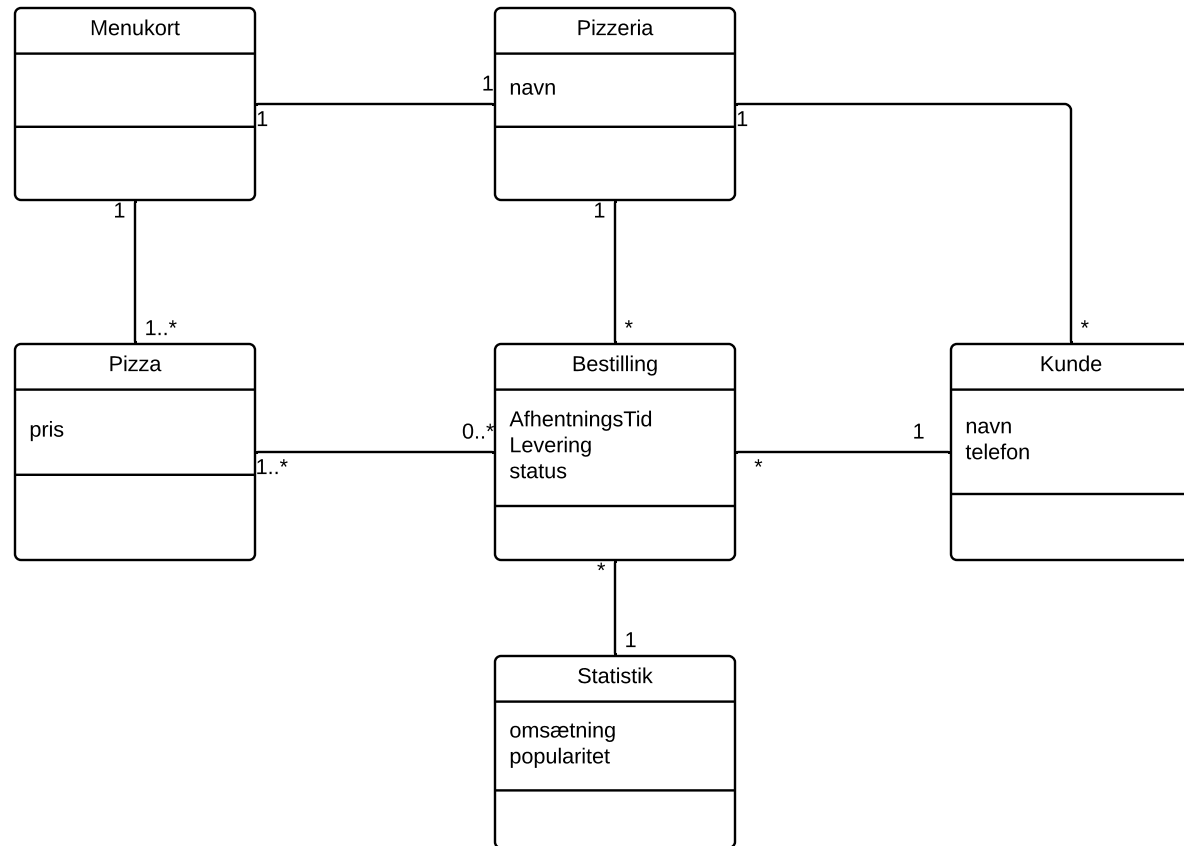 Menukort
Pizzeria
navn
1
1
1
1
1
1..*
*
*
Pizza
Bestilling
Kunde
pris
AfhentningsTid
Levering
status
navn
telefon
0..*
1..*
1
*
*
1
Statistik
omsætning
popularitet